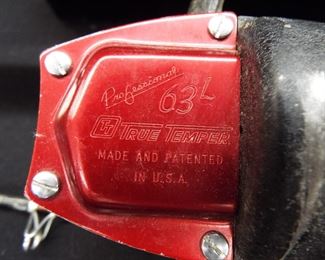 Professional
63L
TRUE TEMPER
MADE AND PATENTED
IN U.S.A.